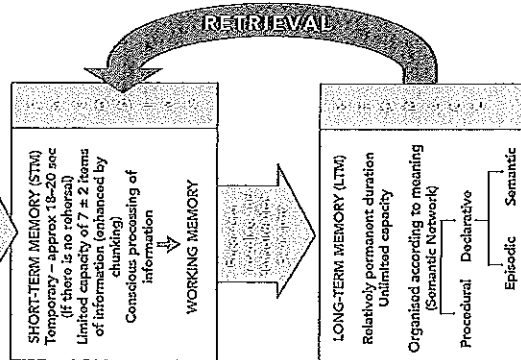 RETRIEVAL
SHORT-TERM MEMORY (STM)
Temporary – approx 18–20 sec
(If there is no rehorsal)
Limited capacity of 7 ± 2 items
of information (enhanced by
chunking)
Conscious processing of
information
WORKING MEMORY
LONG-TERM MEMORY (LTM)
Relatively permanent duration
Unlimited capacity
Organised according to meaning
(Semantic Network)
Procedural Declarative
Episodic Semantic